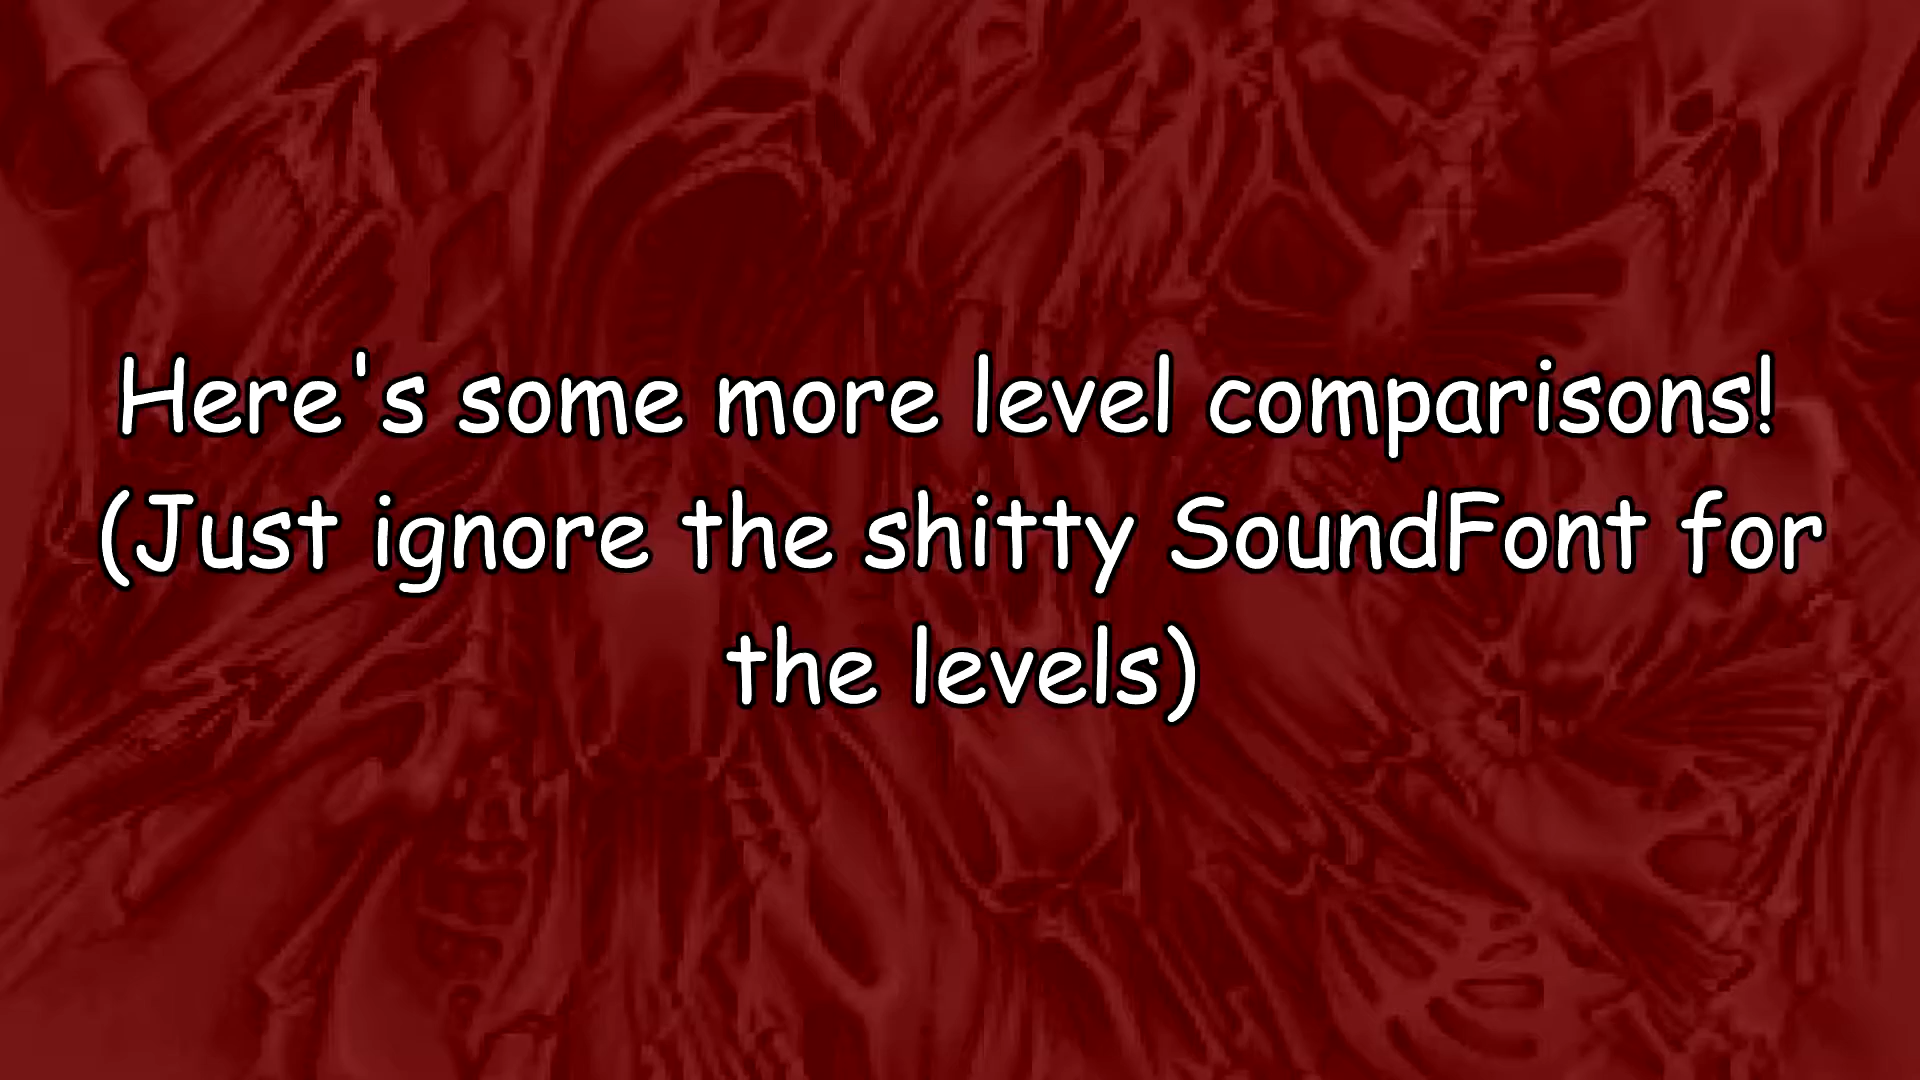 Here's some more level comparisons!
(Just ignore the shitty SoundFont for
the levels)